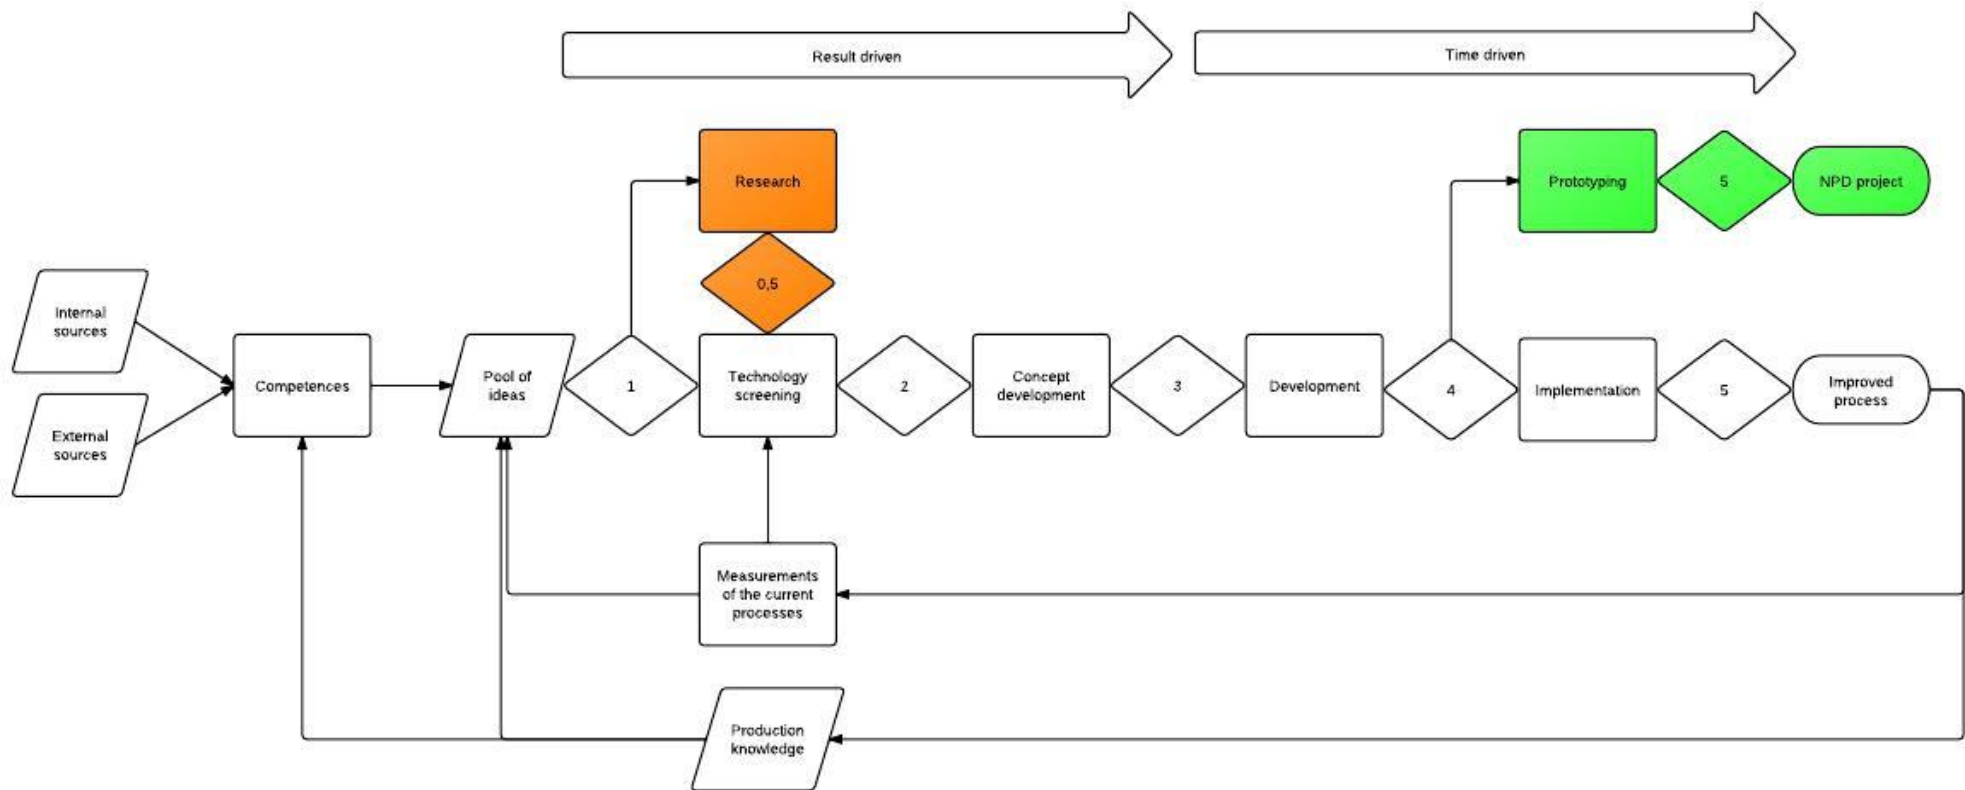 Result driven
Time driven
Research
Prototyping
5
NPD project
0,5
Internal
sources
External
sources
Competences
Pool of
ideas
1
Technology
screening
2
Concept
development
3
Development
4
Implementation
5
Improved
process
Measurements
of the current
processes
Production
knowledge